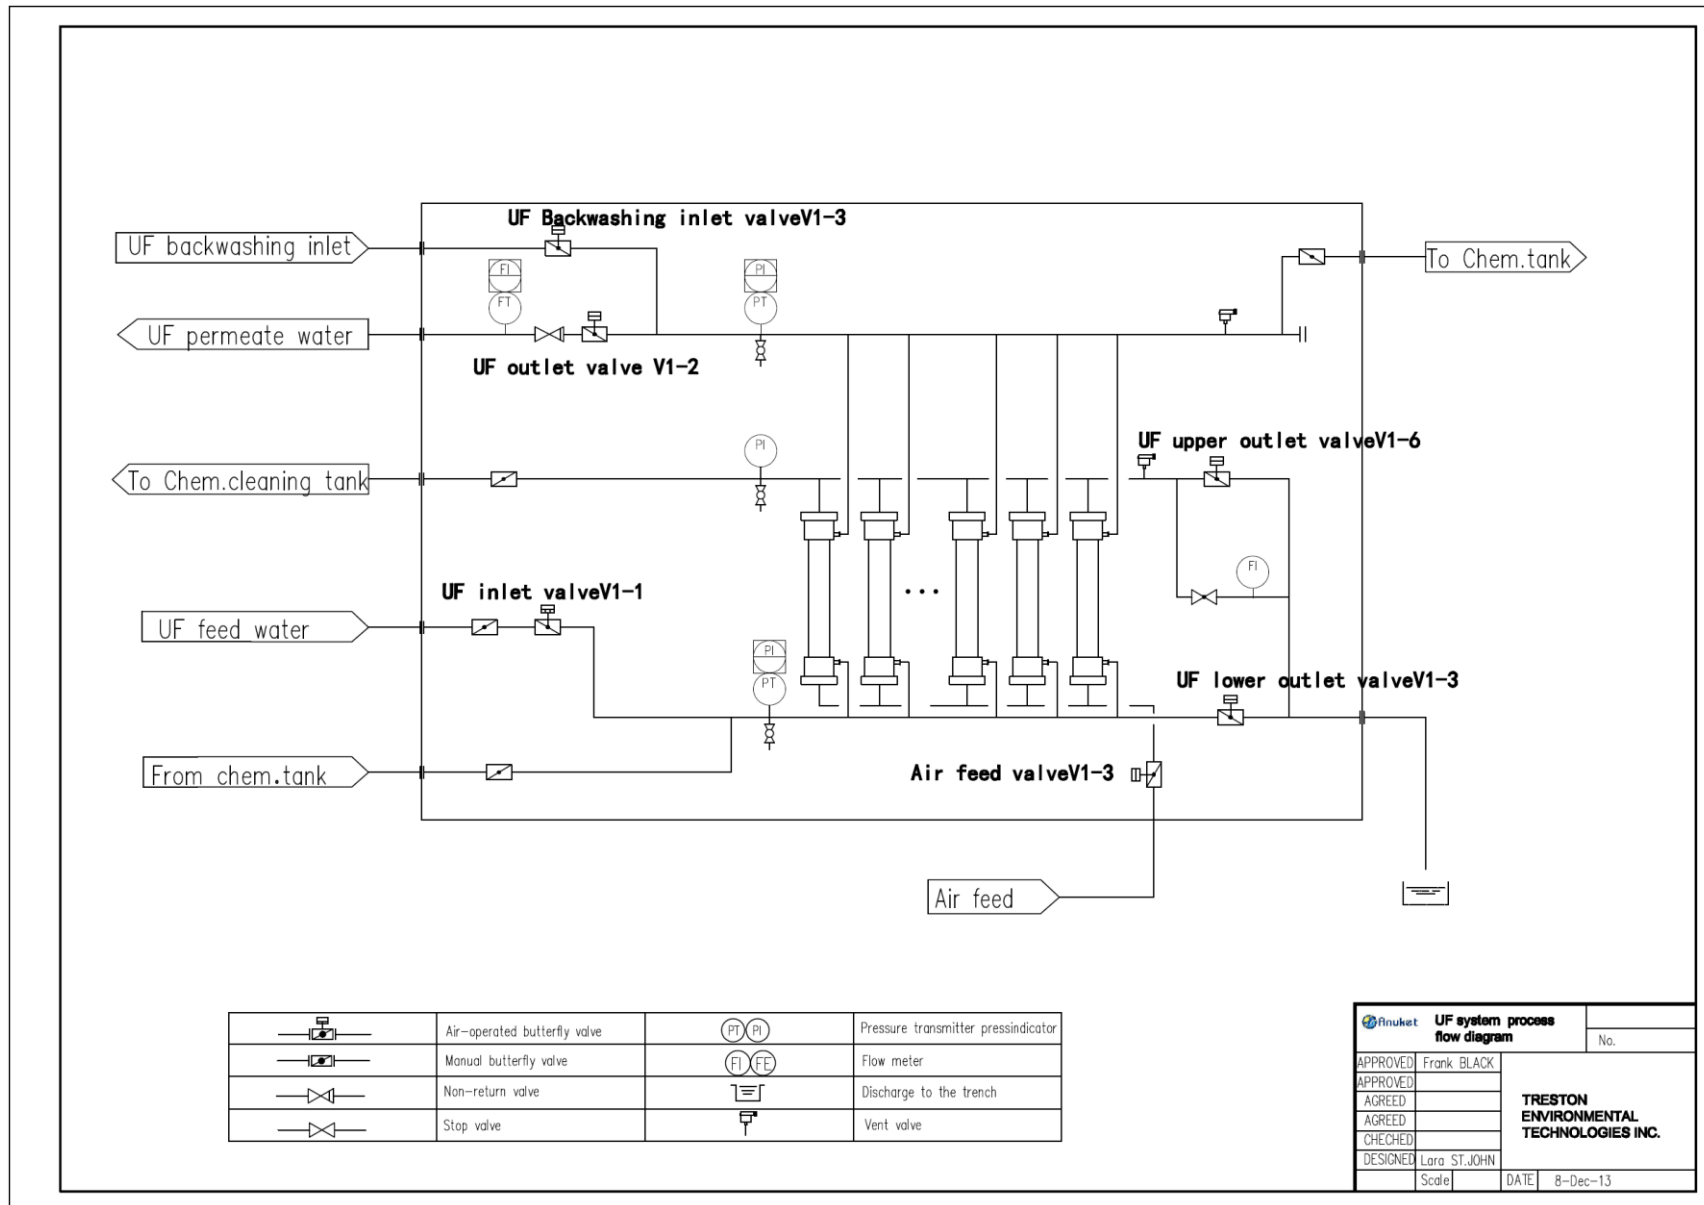 UF Backwashing inlet valveV1-3
UF backwashing inlet
To Chem.tank
FI
FT
PI
PT
UF permeate water
UF outlet valve V1-2
UF upper outlet valveV1-6
PI
To Chem.cleaning tank
FI
UF inlet valveV1-1
UF feed water
...
PI
PT
UF lower outlet valveV1-3
From chem.tank
Air feed valveV1-3
Air feed
Air-operated butterfly valve
PT PI
Pressure transmitter pressindicator
Manual butterfly valve
FI FE
Flow meter
Non-return valve
Discharge to the trench
Stop valve
Vent valve
Anuket
UF system process
flow diagram
No.
APPROVED Frank BLACK
APPROVED
AGREED
AGREED
CHECHED
DESIGNED Lara ST.JOHN
TRESTON
ENVIRONMENTAL
TECHNOLOGIES INC.
Scale
DATE 8-Dec-13